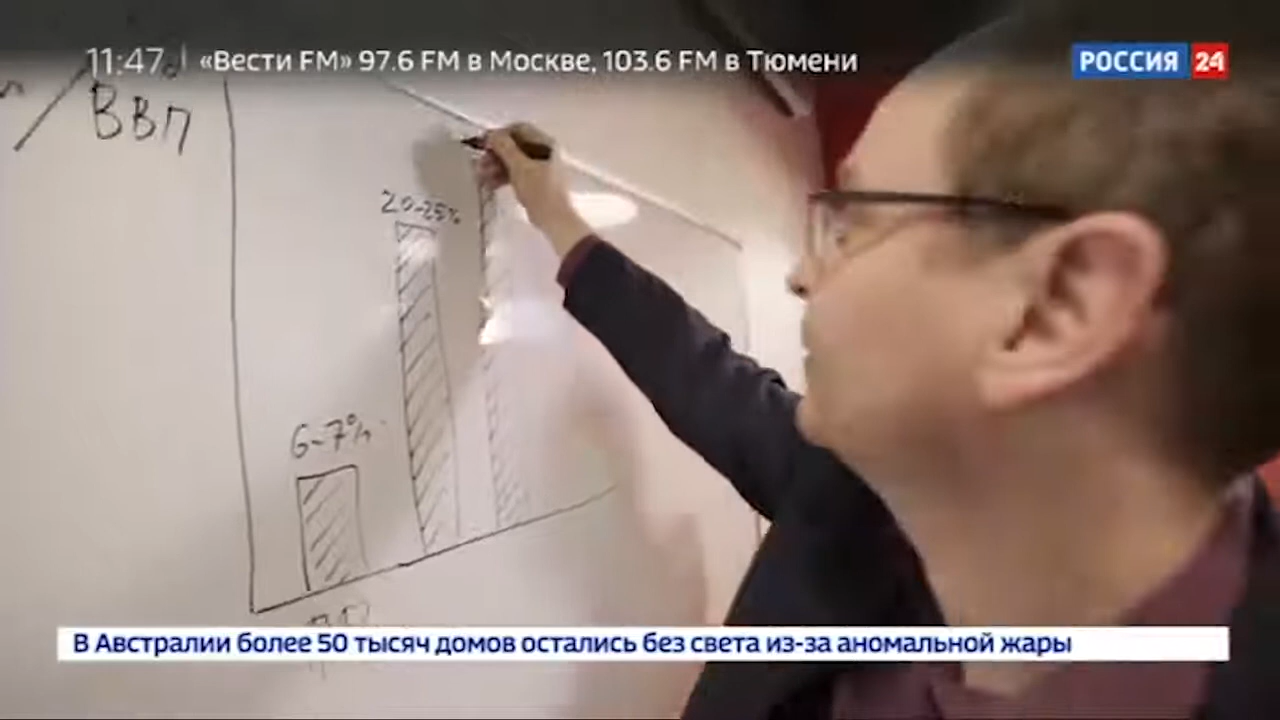 11:47 «Вести FM» 97.6 FM в Москве, 103.6 FM в Тюмени
РОССИЯ 24
ВВП
20-25%
6-7%
В Австралии более 50 тысяч домов остались без света из-за аномальной жары